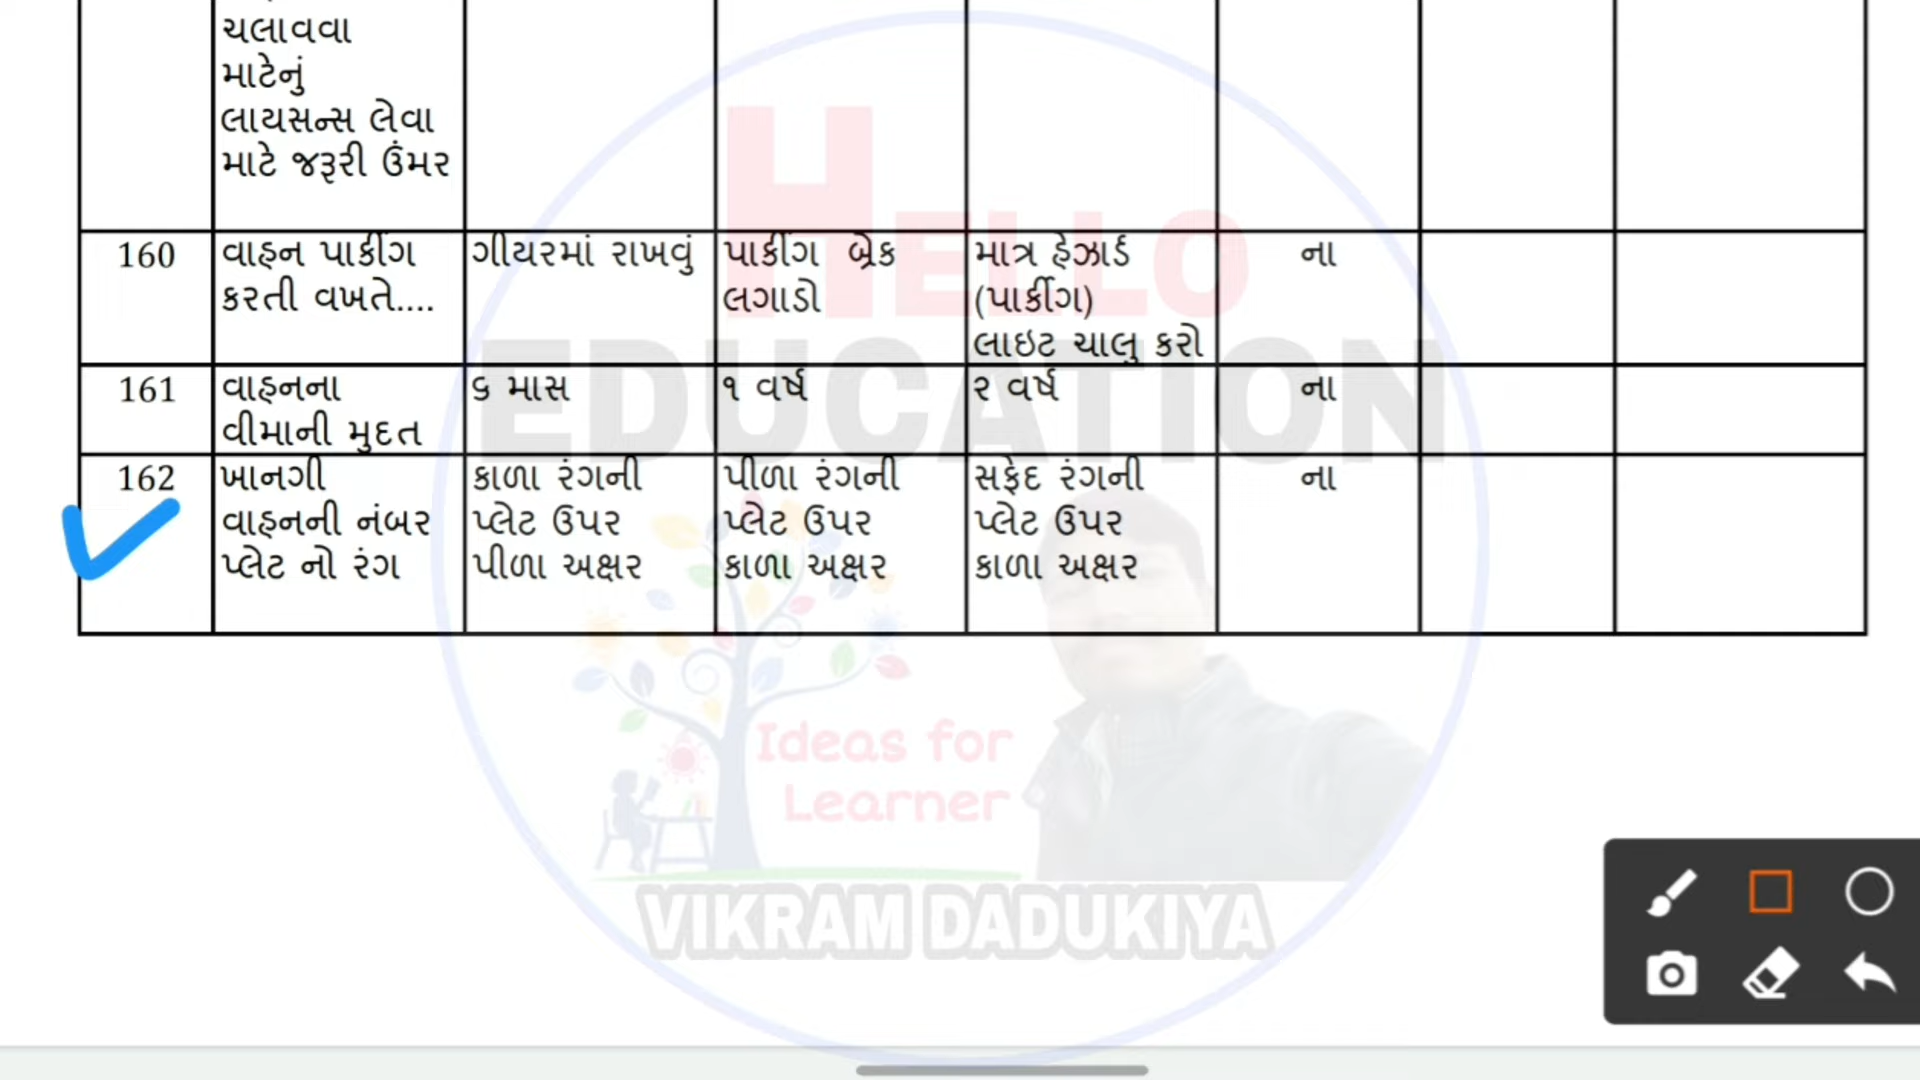 ચલાવવા
માટેનું
લાયસન્સ લેવા
માટે જરૂરી ઉંમર
160 વાહન પાર્કીંગ ગીયરમાં રાખવું પાર્કીંગ બ્રેક માત્ર હેઝાર્ડ ના
કરતી વખતે.... લગાડો (પાર્કીગ)
લાઇટ ચાલુ કરો
161 વાહનના ૬ માસ ૧ વર્ષ ૨ વર્ષ ના
વીમાની મુદત
162 ખાનગી કાળા રંગની પીળા રંગની સફેદ રંગની ના
વાહનની નંબર પ્લેટ ઉપર પ્લેટ ઉપર પ્લેટ ઉપર
પ્લેટ નો રંગ પીળા અક્ષર કાળા અક્ષર કાળા અક્ષર
HELLO
EDUCATION
Ideas for
Learner
VIKRAM DADUKIYA